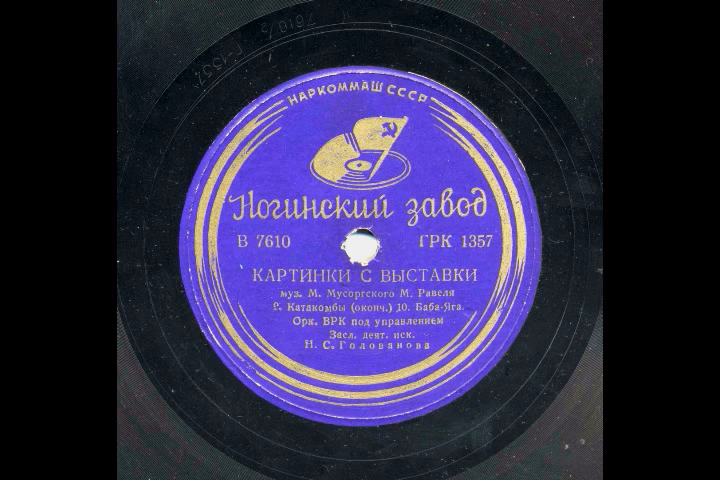 НАРКОММАШ СССР
Ногинский завод
В 7610 ГРК 1357
КАРТИНКИ С ВЫСТАВКИ
муз. М. Мусоргского М. Равеля
Катакомбы (оконч.) 10. Баба-Яга.
Орк. ВРК под управлением
Засл. деят. иск.
Н. С. Голованова